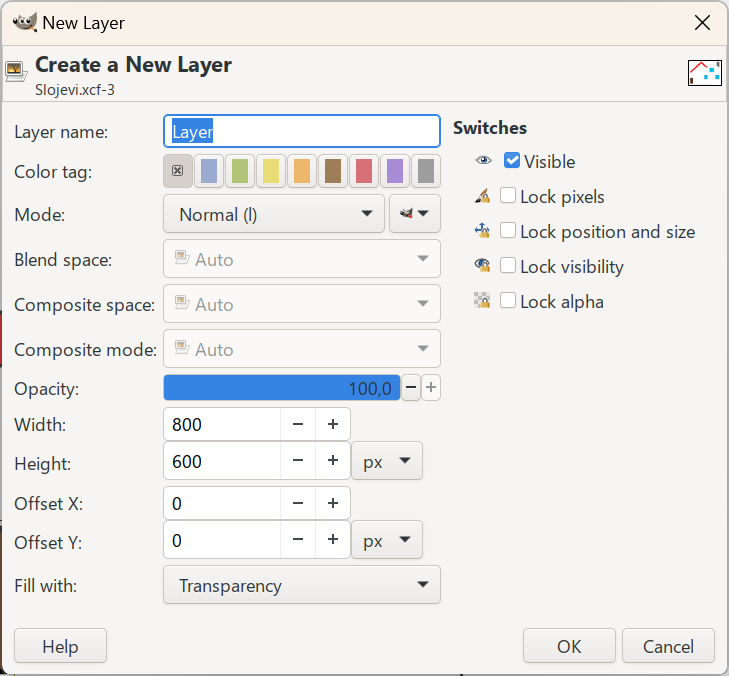 New Layer
Create a New Layer
Slojevi.xcf-3
Layer name: Layer
Color tag:
Mode: Normal (l)
Blend space: Auto
Composite space: Auto
Composite mode: Auto
Opacity: 100,0
Width: 800
Height: 600 px
Offset X: 0
Offset Y: 0 px
Fill with: Transparency
Switches
Visible
Lock pixels
Lock position and size
Lock visibility
Lock alpha
Help OK Cancel